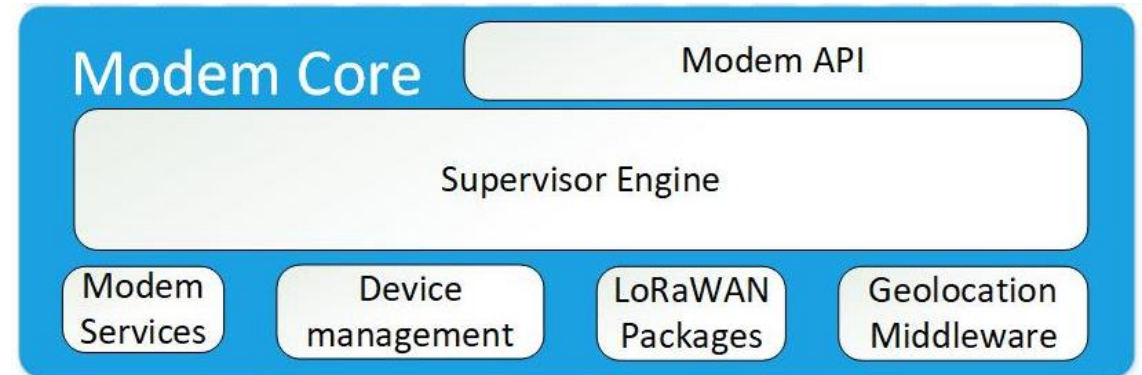 Modem Core
Modem API
Supervisor Engine
Modem
Services
Device
management
LoRaWAN
Packages
Geolocation
Middleware